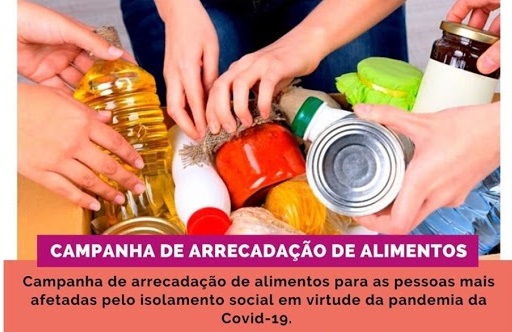 CAMPANHA DE ARRECADAÇÃO DE ALIMENTOS
Campanha de arrecadação de alimentos para as pessoas mais
afetadas pelo isolamento social em virtude da pandemia da
Covid-19.